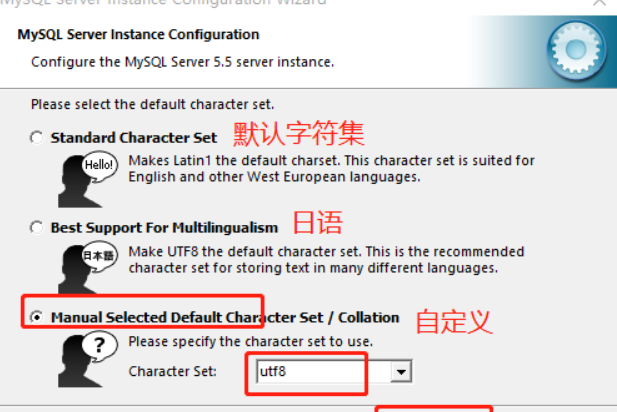 MySQL Server Instance Configuration Wizard
MySQL Server Instance Configuration
Configure the MySQL Server 5.5 server instance.
Please select the default character set.
Standard Character Set 默认字符集
Hello!
Makes Latin1 the default charset. This character set is suited for
English and other West European languages.
Best Support For Multilingualism 日语
日本語
Make UTF8 the default character set. This is the recommended
character set for storing text in many different languages.
Manual Selected Default Character Set / Collation 自定义
?
Please specify the character set to use.
Character Set: utf8